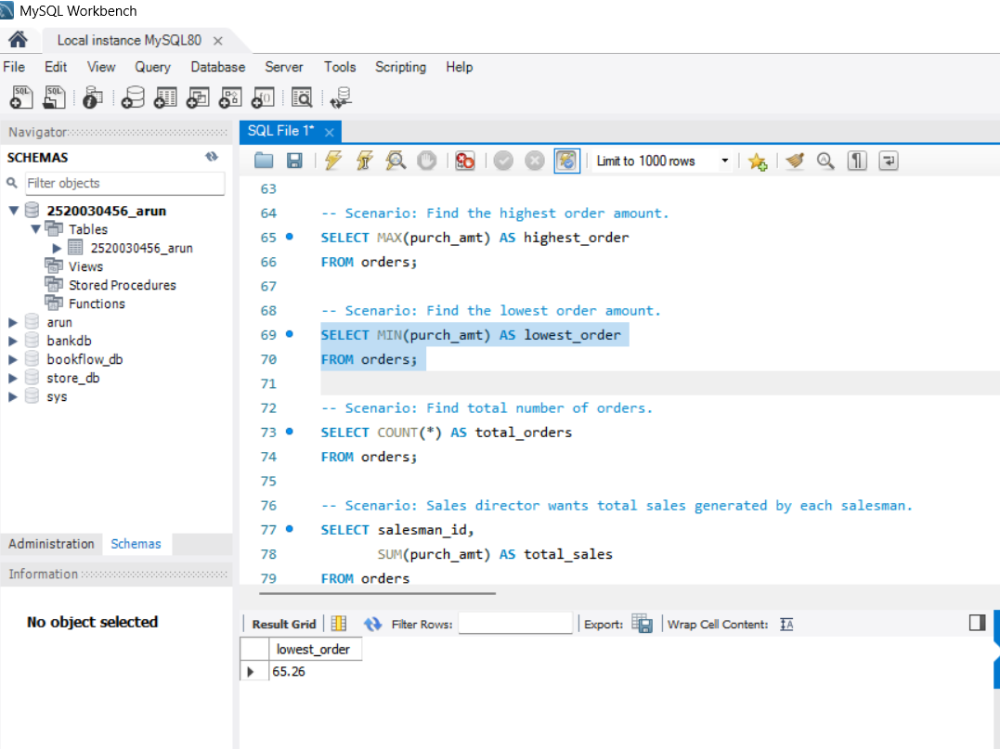 MySQL Workbench
Local instance MySQL80
File Edit View Query Database Server Tools Scripting Help
Navigator
SCHEMAS
Filter objects
2520030456_arun
Tables
2520030456_arun
Views
Stored Procedures
Functions
arun
bankdb
bookflow_db
store_db
sys
Administration Schemas
Information
No object selected
SQL File 1*
Limit to 1000 rows
63
64 -- Scenario: Find the highest order amount.
65 SELECT MAX(purch_amt) AS highest_order
66 FROM orders;
67
68 -- Scenario: Find the lowest order amount.
69 SELECT MIN(purch_amt) AS lowest_order
70 FROM orders;
71
72 -- Scenario: Find total number of orders.
73 SELECT COUNT(*) AS total_orders
74 FROM orders;
75
76 -- Scenario: Sales director wants total sales generated by each salesman.
77 SELECT salesman_id,
78 SUM(purch_amt) AS total_sales
79 FROM orders
Result Grid Filter Rows: Export: Wrap Cell Content:
lowest_order
65.26